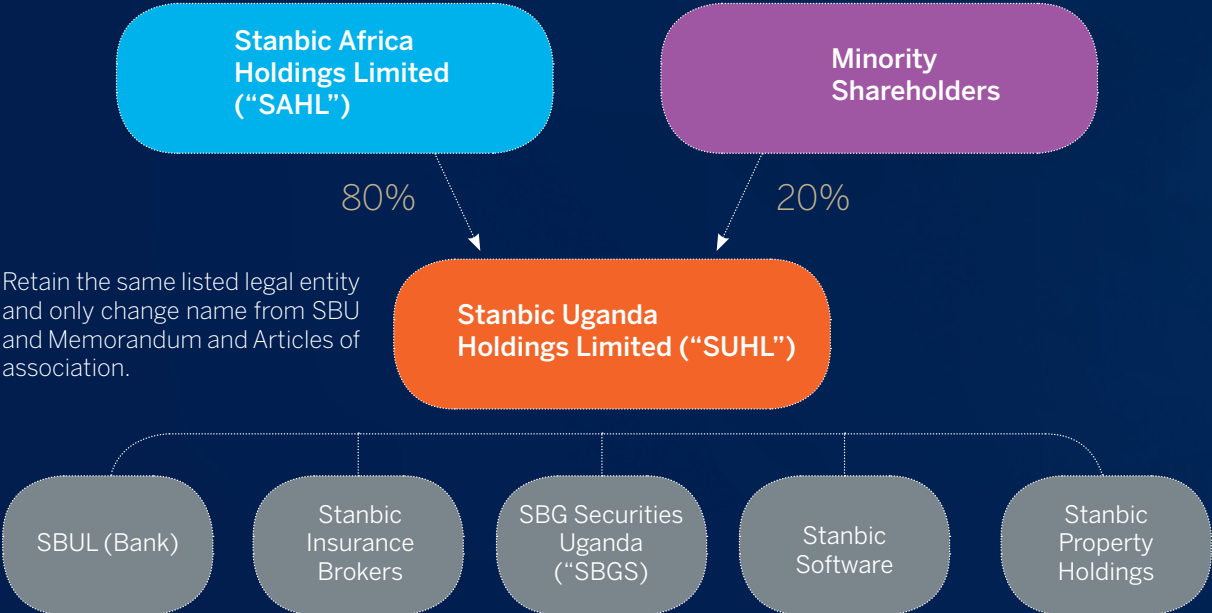 Stanbic Africa
Holdings Limited
(“SAHL”)
Minority
Shareholders
80%
20%
Retain the same listed legal entity
and only change name from SBU
and Memorandum and Articles of
association.
Stanbic Uganda
Holdings Limited (“SUHL”)
SBUL (Bank)
Stanbic
Insurance
Brokers
SBG Securities
Uganda
(“SBGS)
Stanbic
Software
Stanbic
Property
Holdings